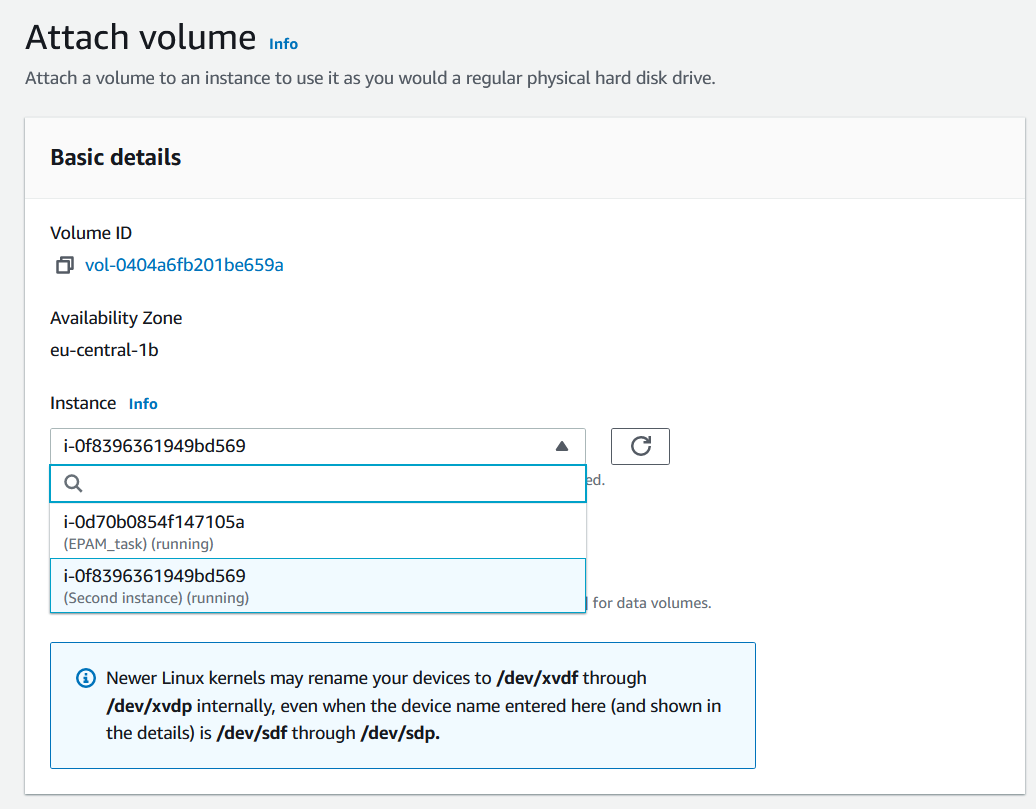 Attach volume Info
Attach a volume to an instance to use it as you would a regular physical hard disk drive.
Basic details
Volume ID
vol-0404a6fb201be659a
Availability Zone
eu-central-1b
Instance Info
i-0f8396361949bd569
ed.
i-0d70b0854f147105a
(EPAM_task) (running)
i-0f8396361949bd569
(Second instance) (running)
for data volumes.
Newer Linux kernels may rename your devices to /dev/xvdf through
/dev/xvdp internally, even when the device name entered here (and shown in
the details) is /dev/sdf through /dev/sdp.